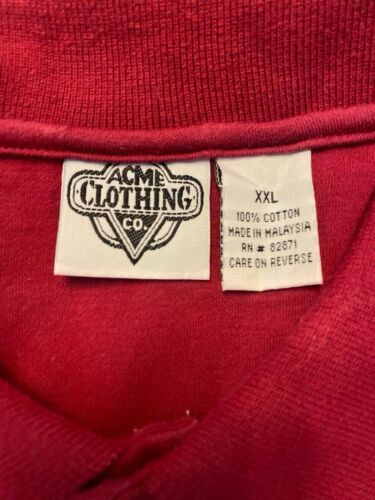 ACME
CLOTHING
CO.
XXL
100% COTTON
MADE IN MALAYSIA
RN # 82871
CARE ON REVERSE